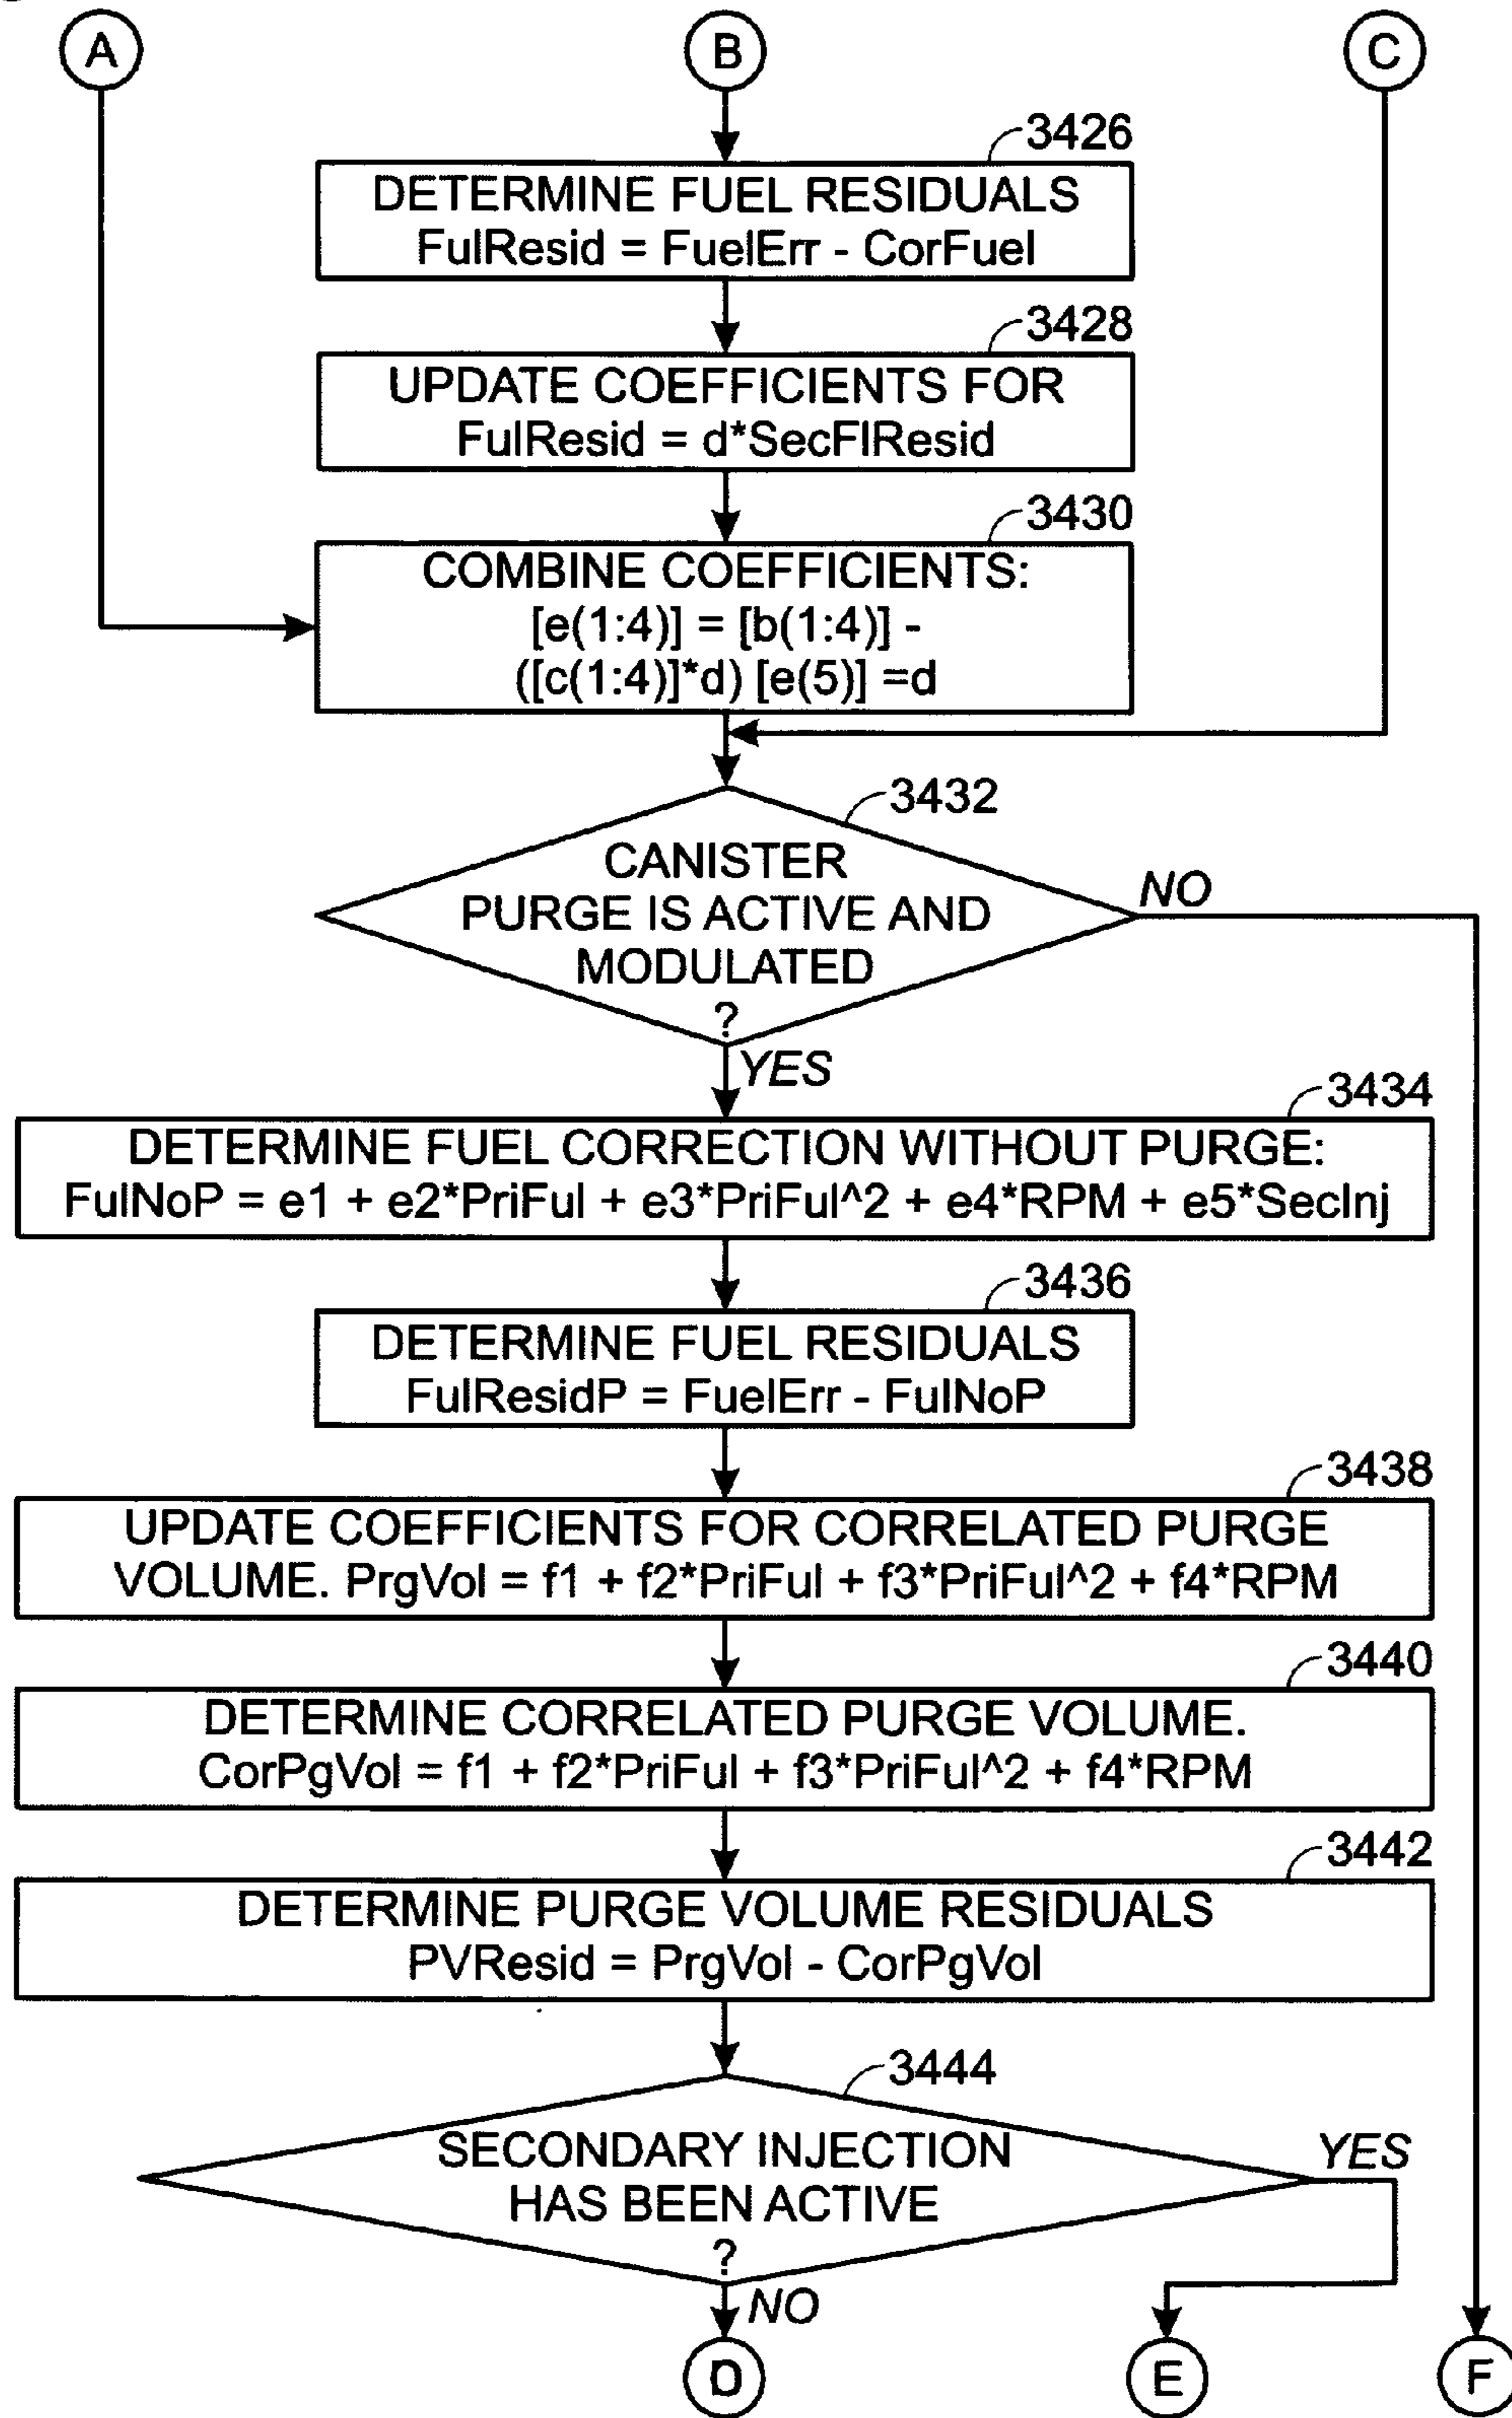 A
B
C
3426
DETERMINE FUEL RESIDUALS
FulResid = FuelErr - CorFuel
3428
UPDATE COEFFICIENTS FOR
FulResid = d*SecFlResid
3430
COMBINE COEFFICIENTS:
[e(1:4)] = [b(1:4)] -
([c(1:4)]*d) [e(5)] =d
3432
CANISTER
PURGE IS ACTIVE AND
MODULATED
?
NO
YES
3434
DETERMINE FUEL CORRECTION WITHOUT PURGE:
FulNoP = e1 + e2*PriFul + e3*PriFul^2 + e4*RPM + e5*SecInj
3436
DETERMINE FUEL RESIDUALS
FulResidP = FuelErr - FulNoP
3438
UPDATE COEFFICIENTS FOR CORRELATED PURGE
VOLUME. PrgVol = f1 + f2*PriFul + f3*PriFul^2 + f4*RPM
3440
DETERMINE CORRELATED PURGE VOLUME.
CorPgVol = f1 + f2*PriFul + f3*PriFul^2 + f4*RPM
3442
DETERMINE PURGE VOLUME RESIDUALS
PVResid = PrgVol - CorPgVol
3444
SECONDARY INJECTION
HAS BEEN ACTIVE
?
YES
NO
D
E
F